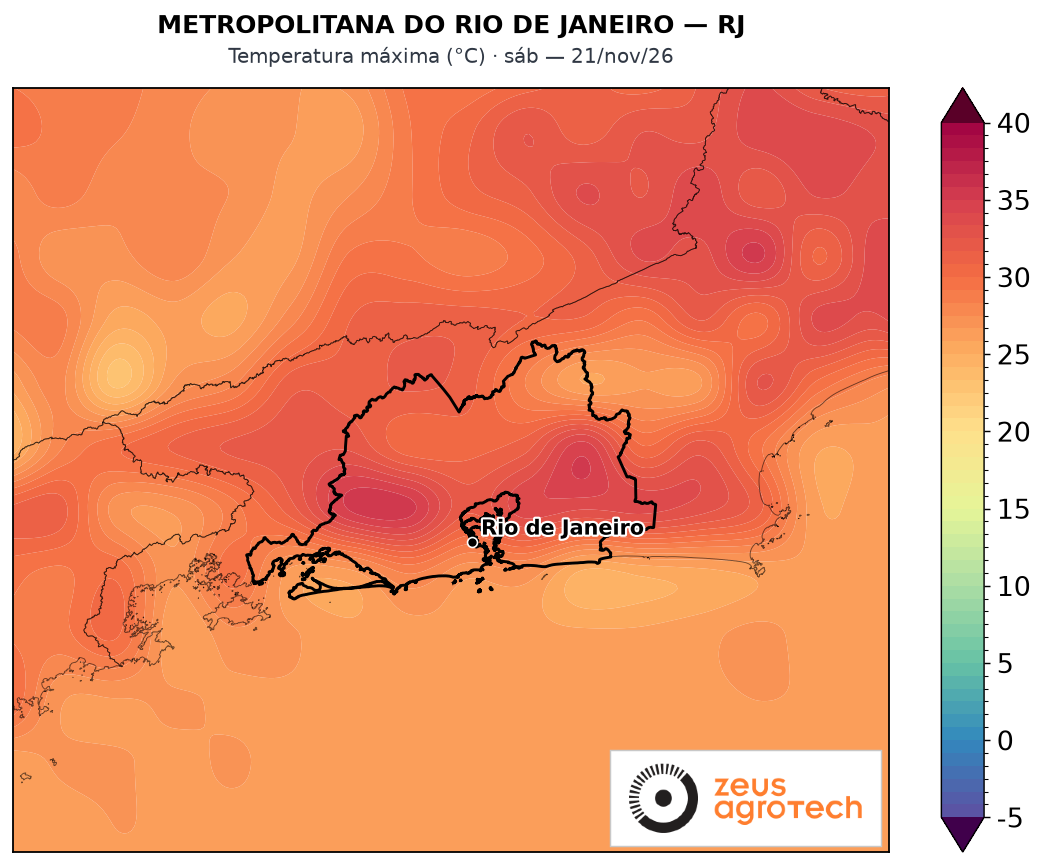 METROPOLITANA DO RIO DE JANEIRO — RJ
Temperatura máxima (°C) · sáb — 21/nov/26
40
35
30
25
20
15
10
5
0
-5
Rio de Janeiro
zeus
agrotech